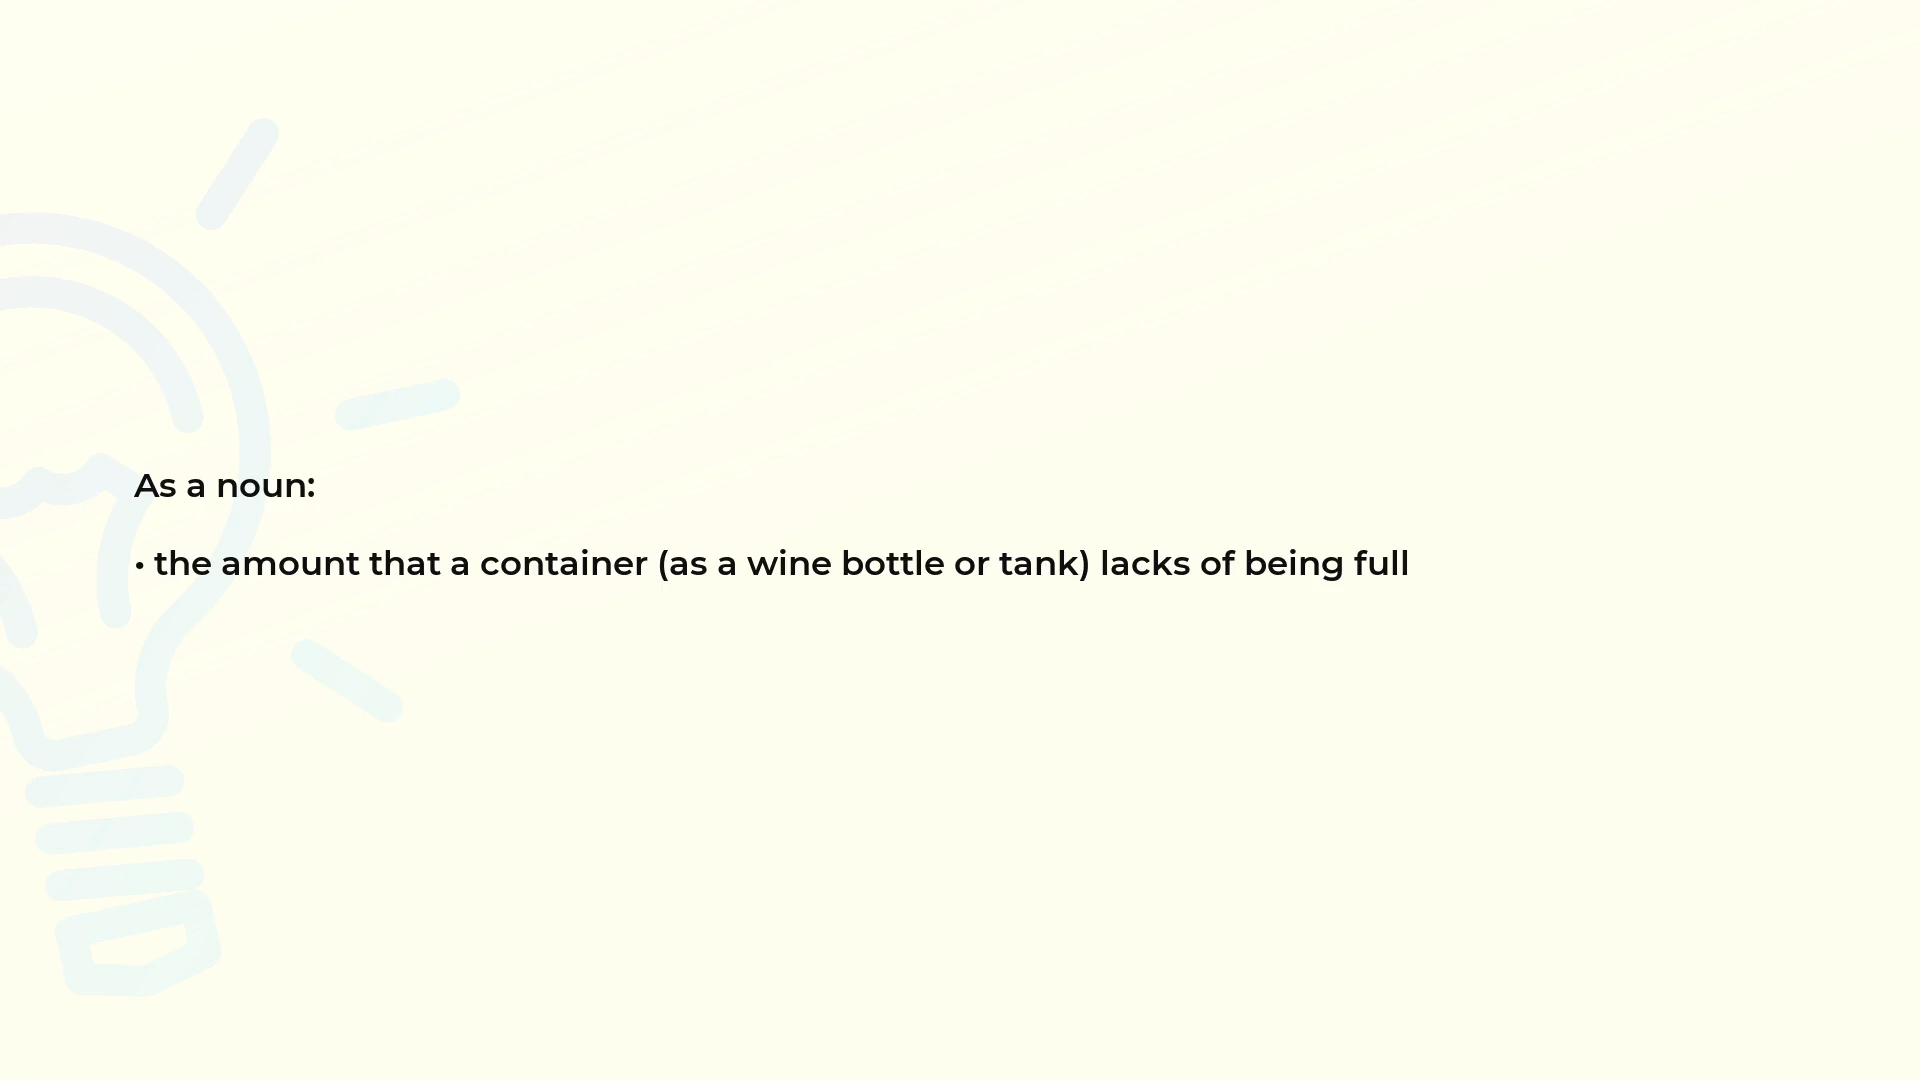 As a noun:
• the amount that a container (as a wine bottle or tank) lacks of being full